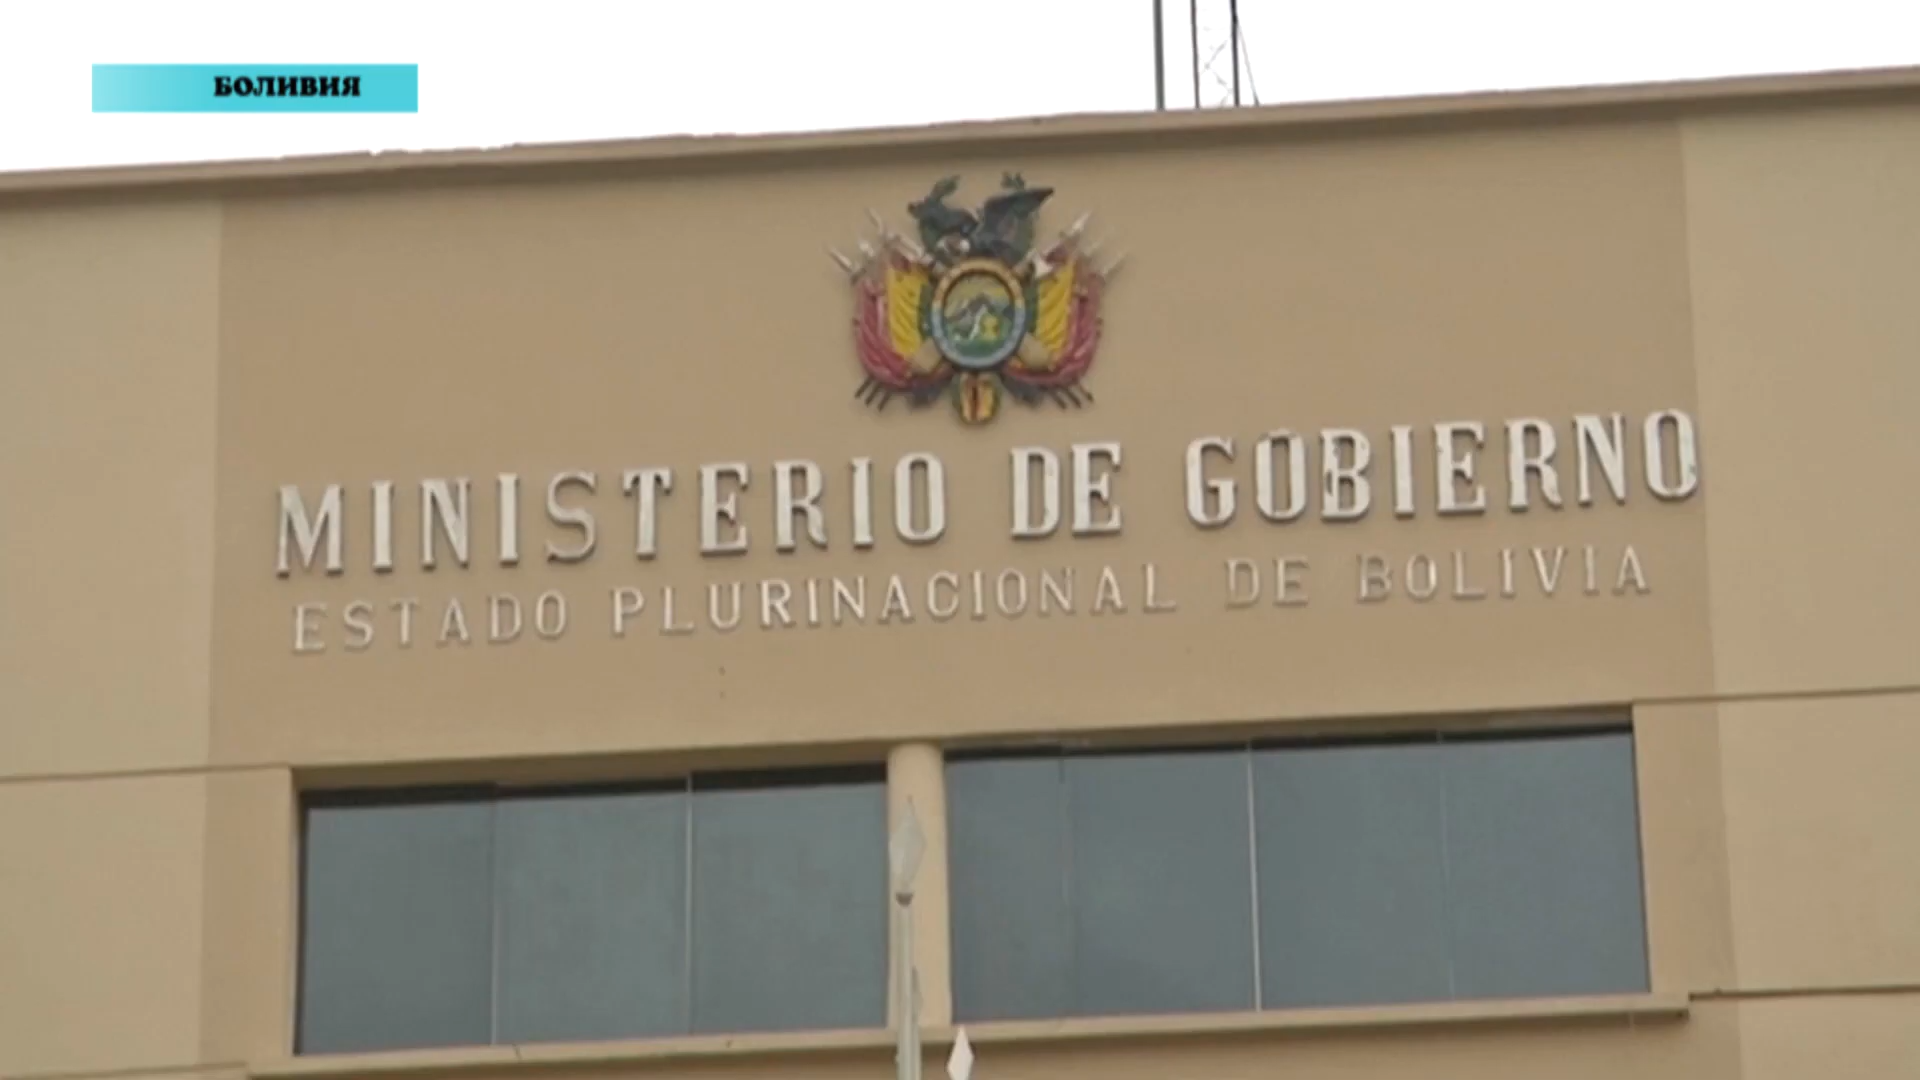 БОЛИВИЯ
MINISTERIO DE GOBIERNO
ESTADO PLURINACIONAL DE BOLIVIA